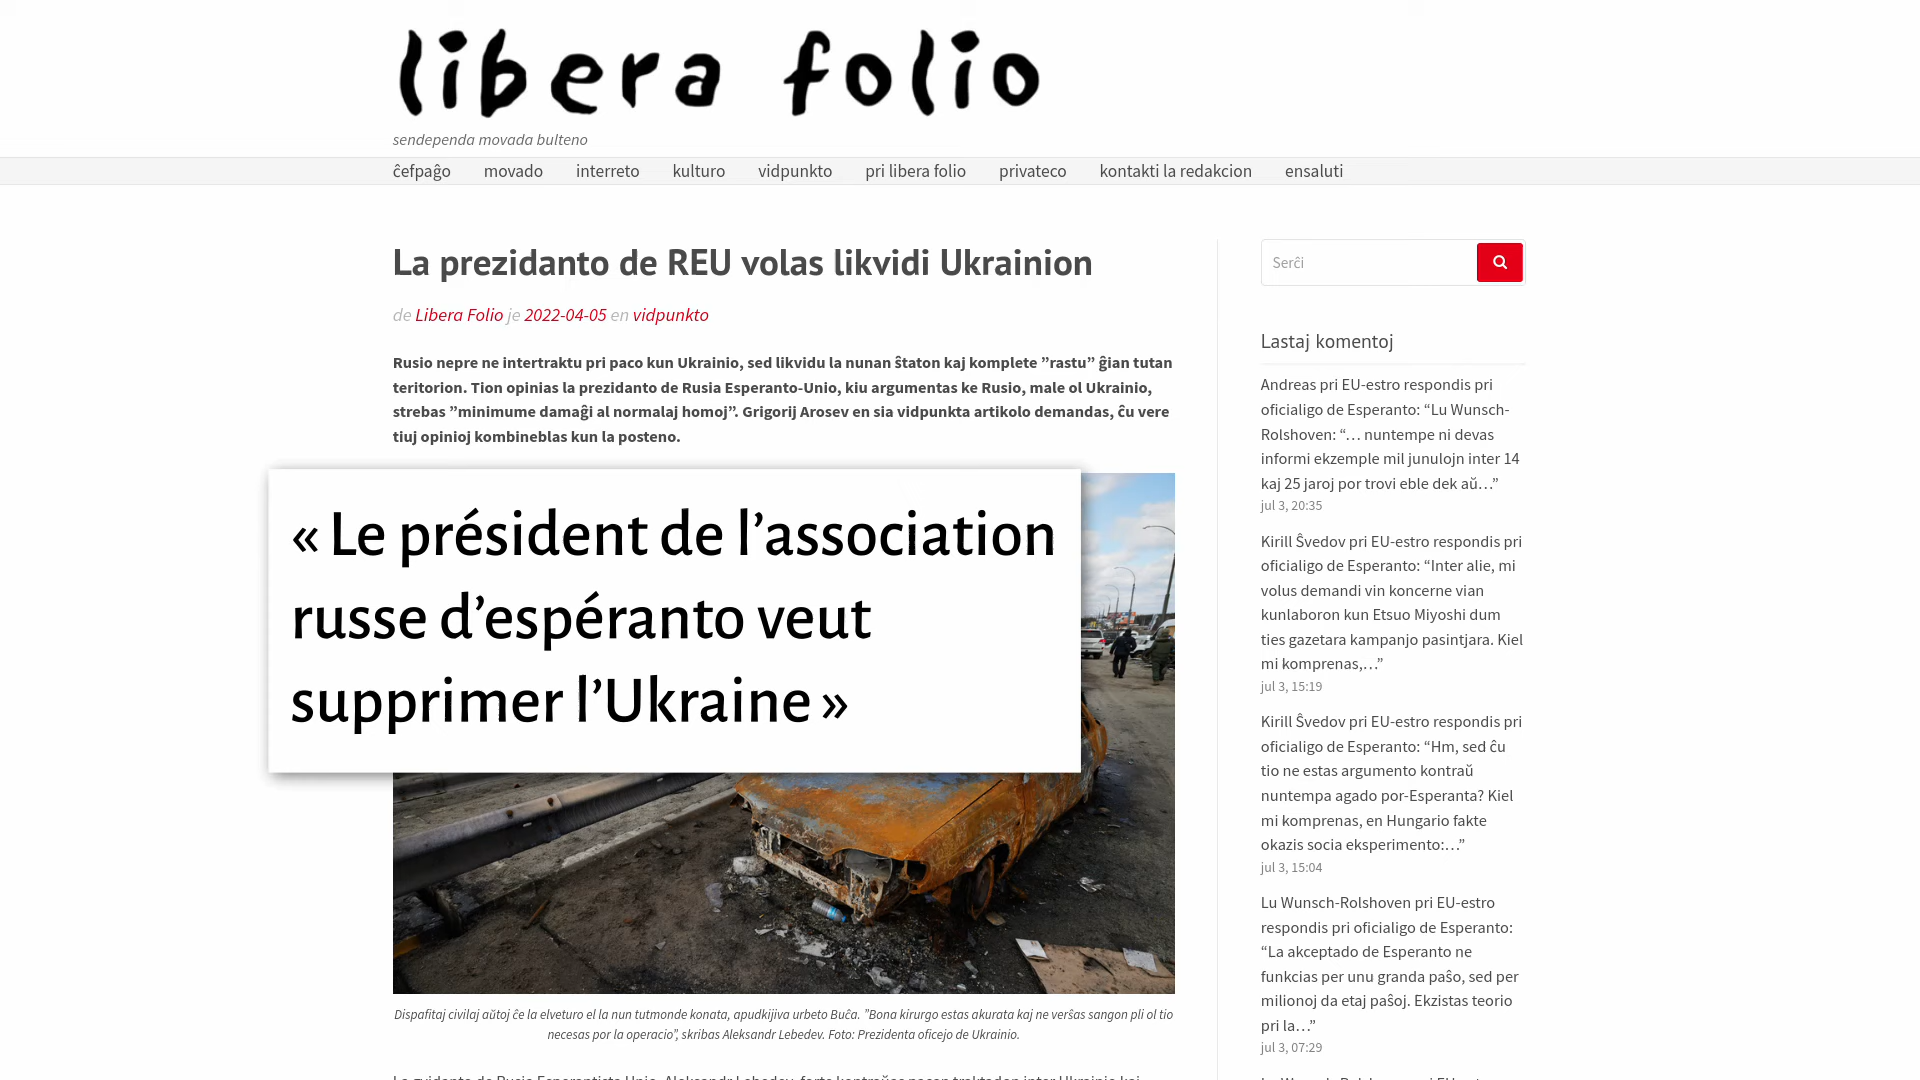 libera folio
sendependa movada bulteno
ĉefpaĝo movado interreto kulturo vidpunkto pri libera folio privateco kontakti la redakcion ensaluti
La prezidanto de REU volas likvidi Ukrainion
de Libera Folio je 2022-04-05 en vidpunkto
Rusio nepre ne intertraktu pri paco kun Ukrainio, sed likvidu la nunan ŝtaton kaj komplete ”rastu” ĝian tutan
teritorion. Tion opinias la prezidanto de Rusia Esperanto-Unio, kiu argumentas ke Rusio, male ol Ukrainio,
strebas ”minimume damaĝi al normalaj homoj”. Grigorij Arosev en sia vidpunkta artikolo demandas, ĉu vere
tiuj opinioj kombineblas kun la posteno.
« Le président de l’association
russe d’espéranto veut
supprimer l’Ukraine »
Dispafitaj civilaj aŭtoj ĉe la elveturo el la nun tutmonde konata, apudkijiva urbeto Buĉa. ”Bona kirurgo estas akurata kaj ne verŝas sangon pli ol tio
necesas por la operacio”, skribas Aleksandr Lebedev. Foto: Prezidenta oficejo de Ukrainio.
Serĉi
Lastaj komentoj
Andreas pri EU-estro respondis pri
oficialigo de Esperanto: “Lu Wunsch-
Rolshoven: “… nuntempe ni devas
informi ekzemple mil junulojn inter 14
kaj 25 jaroj por trovi eble dek aŭ…”
jul 3, 20:35
Kirill Ŝvedov pri EU-estro respondis pri
oficialigo de Esperanto: “Inter alie, mi
volus demandi vin koncerne vian
kunlaboron kun Etsuo Miyoshi dum
ties gazetara kampanjo pasintjara. Kiel
mi komprenas,…”
jul 3, 15:19
Kirill Ŝvedov pri EU-estro respondis pri
oficialigo de Esperanto: “Hm, sed ĉu
tio ne estas argumento kontraŭ
nuntempa agado por-Esperanta? Kiel
mi komprenas, en Hungario fakte
okazis socia eksperimento:…”
jul 3, 15:04
Lu Wunsch-Rolshoven pri EU-estro
respondis pri oficialigo de Esperanto:
“La akceptado de Esperanto ne
funkcias per unu granda paŝo, sed per
milionoj da etaj paŝoj. Ekzistas teorio
pri la…”
jul 3, 07:29